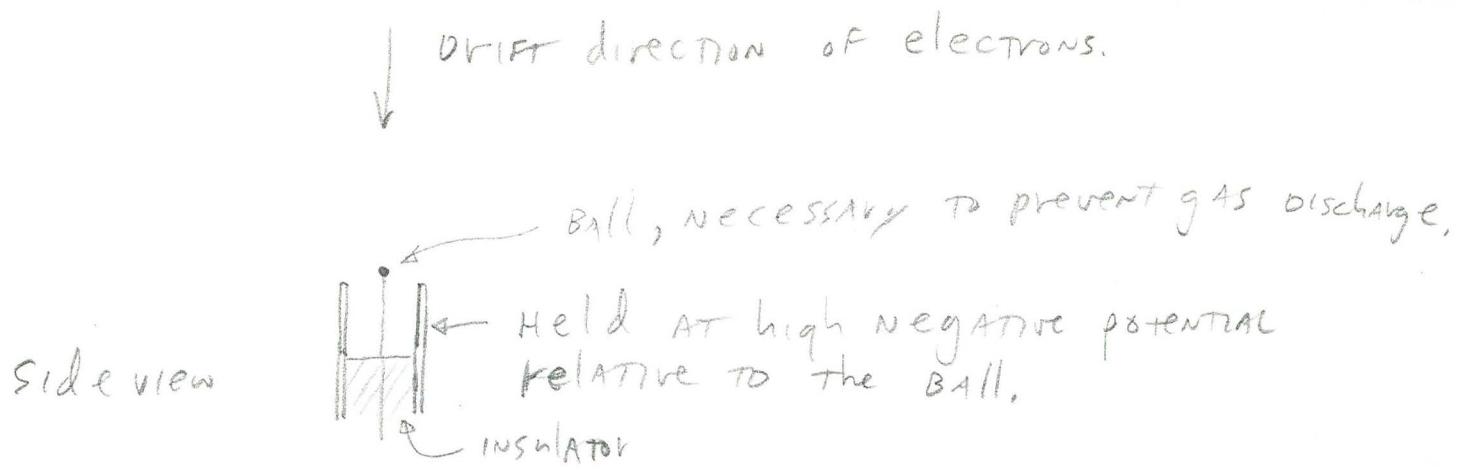 Drift direction of electrons.
Ball, necessary to prevent gas discharge.
Held at high negative potential
relative to the ball.
Side view
insulator